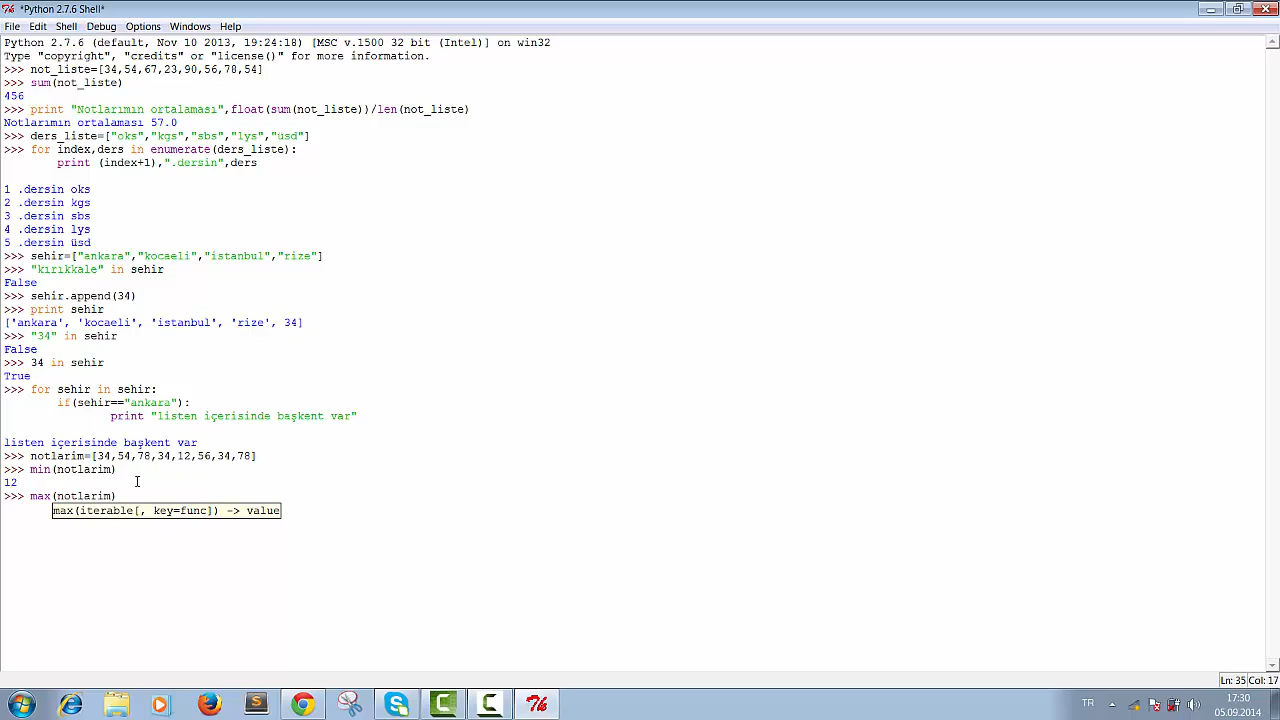 *Python 2.7.6 Shell*
File Edit Shell Debug Options Windows Help
Python 2.7.6 (default, Nov 10 2013, 19:24:18) [MSC v.1500 32 bit (Intel)] on win32
Type "copyright", "credits" or "license()" for more information.
>>> not_liste=[34,54,67,23,90,56,78,54]
>>> sum(not_liste)
456
>>> print "Notlarımın ortalaması",float(sum(not_liste))/len(not_liste)
Notlarımın ortalaması 57.0
>>> ders_liste=["oks","kgs","sbs","lys","üsd"]
>>> for index,ders in enumerate(ders_liste):
print (index+1),".dersin",ders
1 .dersin oks
2 .dersin kgs
3 .dersin sbs
4 .dersin lys
5 .dersin üsd
>>> sehir=["ankara","kocaeli","istanbul","rize"]
>>> "kırıkkale" in sehir
False
>>> sehir.append(34)
>>> print sehir
['ankara', 'kocaeli', 'istanbul', 'rize', 34]
>>> "34" in sehir
False
>>> 34 in sehir
True
>>> for sehir in sehir:
if(sehir=="ankara"):
print "listen içerisinde başkent var"
listen içerisinde başkent var
>>> notlarim=[34,54,78,34,12,56,34,78]
>>> min(notlarim)
12
>>> max(notlarim)
max(iterable[, key=func]) -> value
Ln: 35 Col: 17
TR
17:30
05.09.2014